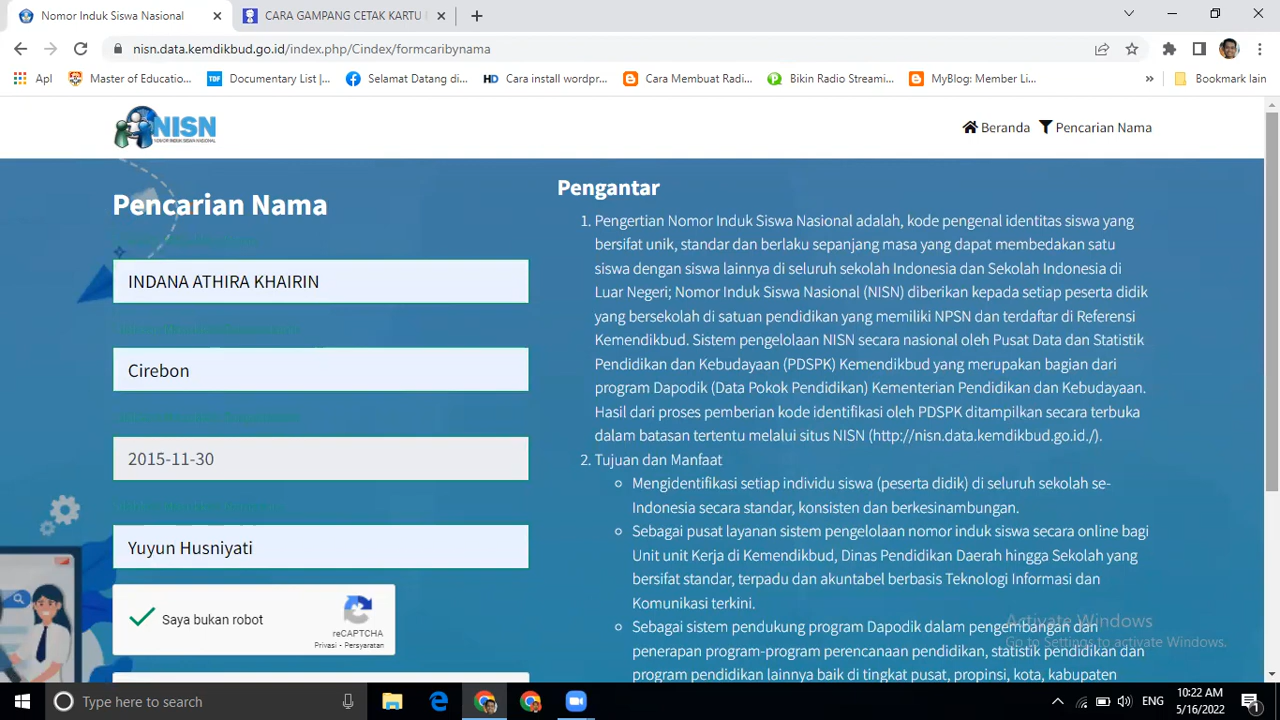 Nomor Induk Siswa Nasional
CARA GAMPANG CETAK KARTU
nisn.data.kemdikbud.go.id/index.php/Cindex/formcaribynama
Apl
Master of Educatio...
Documentary List |...
Selamat Datang di...
Cara install wordpr...
Cara Membuat Radi...
Bikin Radio Streami...
MyBlog: Member Li...
»
Bookmark lain
NISN
NOMOR INDUK SISWA NASIONAL
Beranda
Pencarian Nama
Pencarian Nama
INDANA ATHIRA KHAIRIN
Cirebon
2015-11-30
Yuyun Husniyati
Saya bukan robot
reCAPTCHA
Privasi - Persyaratan
Pengantar
1. Pengertian Nomor Induk Siswa Nasional adalah, kode pengenal identitas siswa yang
bersifat unik, standar dan berlaku sepanjang masa yang dapat membedakan satu
siswa dengan siswa lainnya di seluruh sekolah Indonesia dan Sekolah Indonesia di
Luar Negeri; Nomor Induk Siswa Nasional (NISN) diberikan kepada setiap peserta didik
yang bersekolah di satuan pendidikan yang memiliki NPSN dan terdaftar di Referensi
Kemendikbud. Sistem pengelolaan NISN secara nasional oleh Pusat Data dan Statistik
Pendidikan dan Kebudayaan (PDSPK) Kemendikbud yang merupakan bagian dari
program Dapodik (Data Pokok Pendidikan) Kementerian Pendidikan dan Kebudayaan.
Hasil dari proses pemberian kode identifikasi oleh PDSPK ditampilkan secara terbuka
dalam batasan tertentu melalui situs NISN (http://nisn.data.kemdikbud.go.id./).
2. Tujuan dan Manfaat
Mengidentifikasi setiap individu siswa (peserta didik) di seluruh sekolah se-
Indonesia secara standar, konsisten dan berkesinambungan.
Sebagai pusat layanan sistem pengelolaan nomor induk siswa secara online bagi
Unit unit Kerja di Kemendikbud, Dinas Pendidikan Daerah hingga Sekolah yang
bersifat standar, terpadu dan akuntabel berbasis Teknologi Informasi dan
Komunikasi terkini.
Sebagai sistem pendukung program Dapodik dalam pengembangan dan
penerapan program-program perencanaan pendidikan, statistik pendidikan dan
program pendidikan lainnya baik di tingkat pusat, propinsi, kota, kabupaten
Activate Windows
Go to Settings to activate Windows.
Type here to search
ENG
10:22 AM
5/16/2022
1